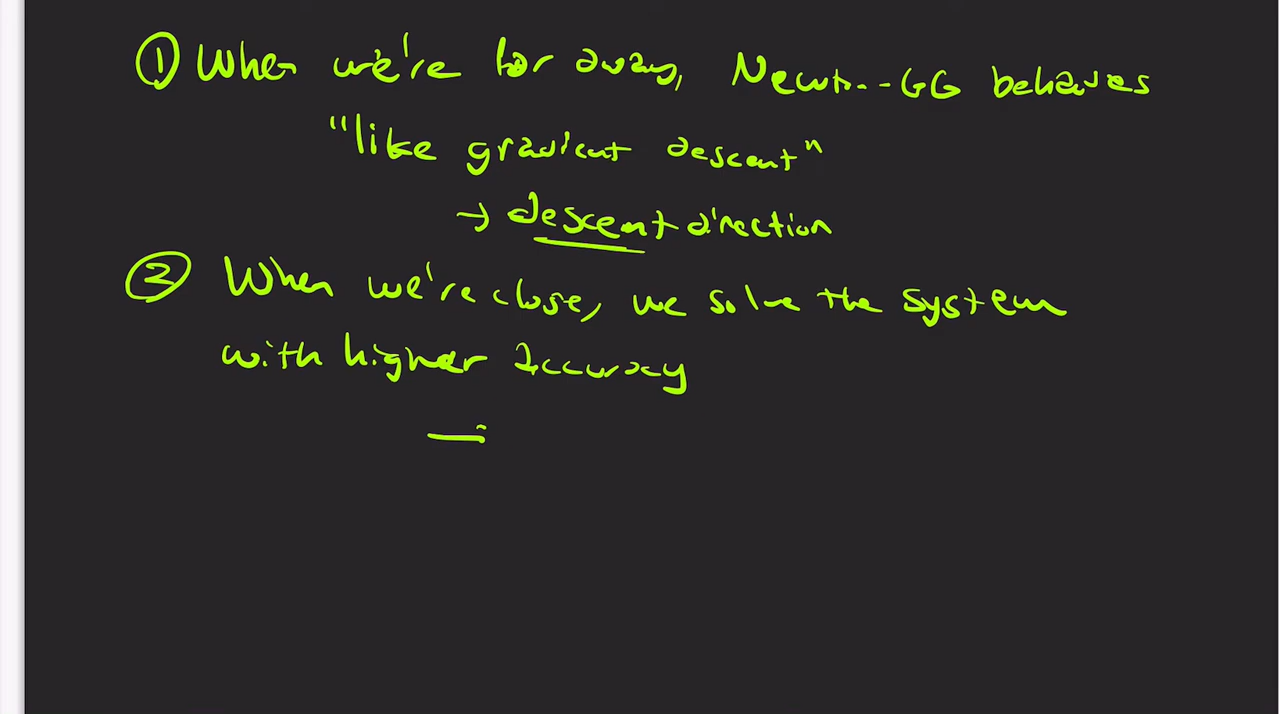 ① When we're far away, Newton-GG behaves
"like gradient descent"
→ descent direction
② When we're close, we solve the system
with higher accuracy